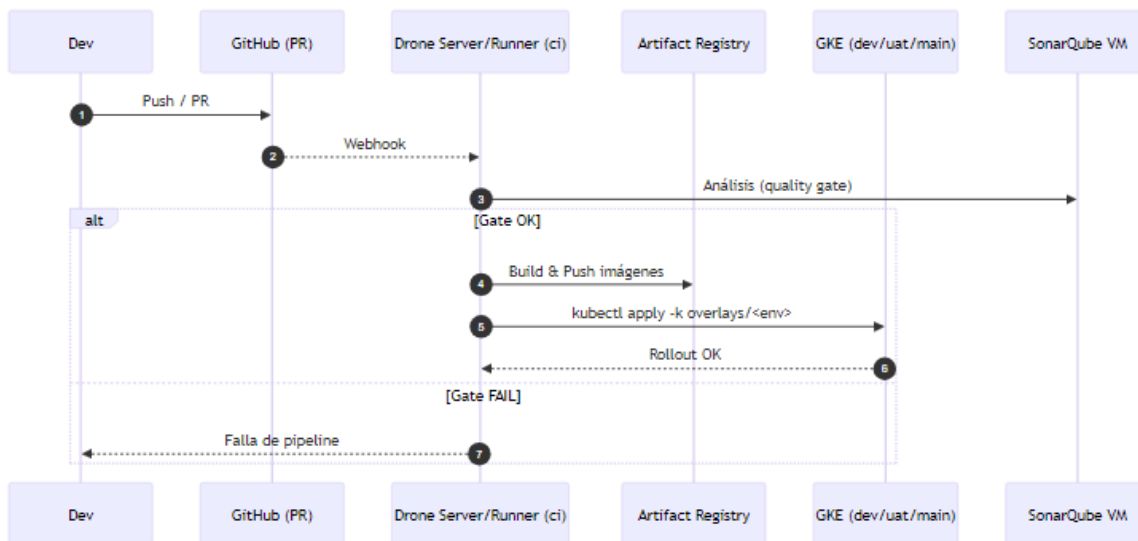 Dev
GitHub (PR)
Drone Server/Runner (ci)
Artifact Registry
GKE (dev/uat/main)
SonarQube VM
1
Push / PR
2
Webhook
3
Análisis (quality gate)
alt
[Gate OK]
4
Build & Push imágenes
5
kubectl apply -k overlays/<env>
Rollout OK
6
[Gate FAIL]
Falla de pipeline
7
Dev
GitHub (PR)
Drone Server/Runner (ci)
Artifact Registry
GKE (dev/uat/main)
SonarQube VM